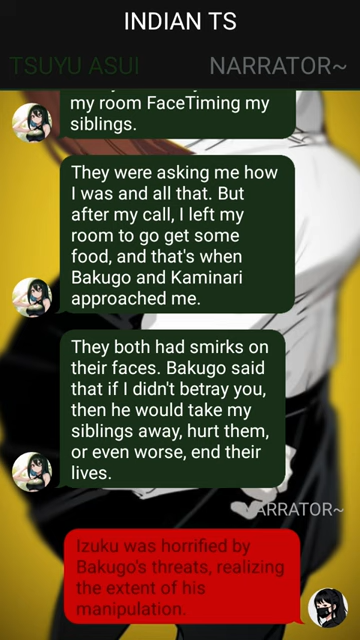 INDIAN TS
TSUYU ASUI
NARRATOR~
my room FaceTiming my
siblings.
They were asking me how
I was and all that. But
after my call, I left my
room to go get some
food, and that's when
Bakugo and Kaminari
approached me.
They both had smirks on
their faces. Bakugo said
that if I didn't betray you,
then he would take my
siblings away, hurt them,
or even worse, end their
lives.
ARRATOR~
Izuku was horrified by
Bakugo's threats, realizing
the extent of his
manipulation.